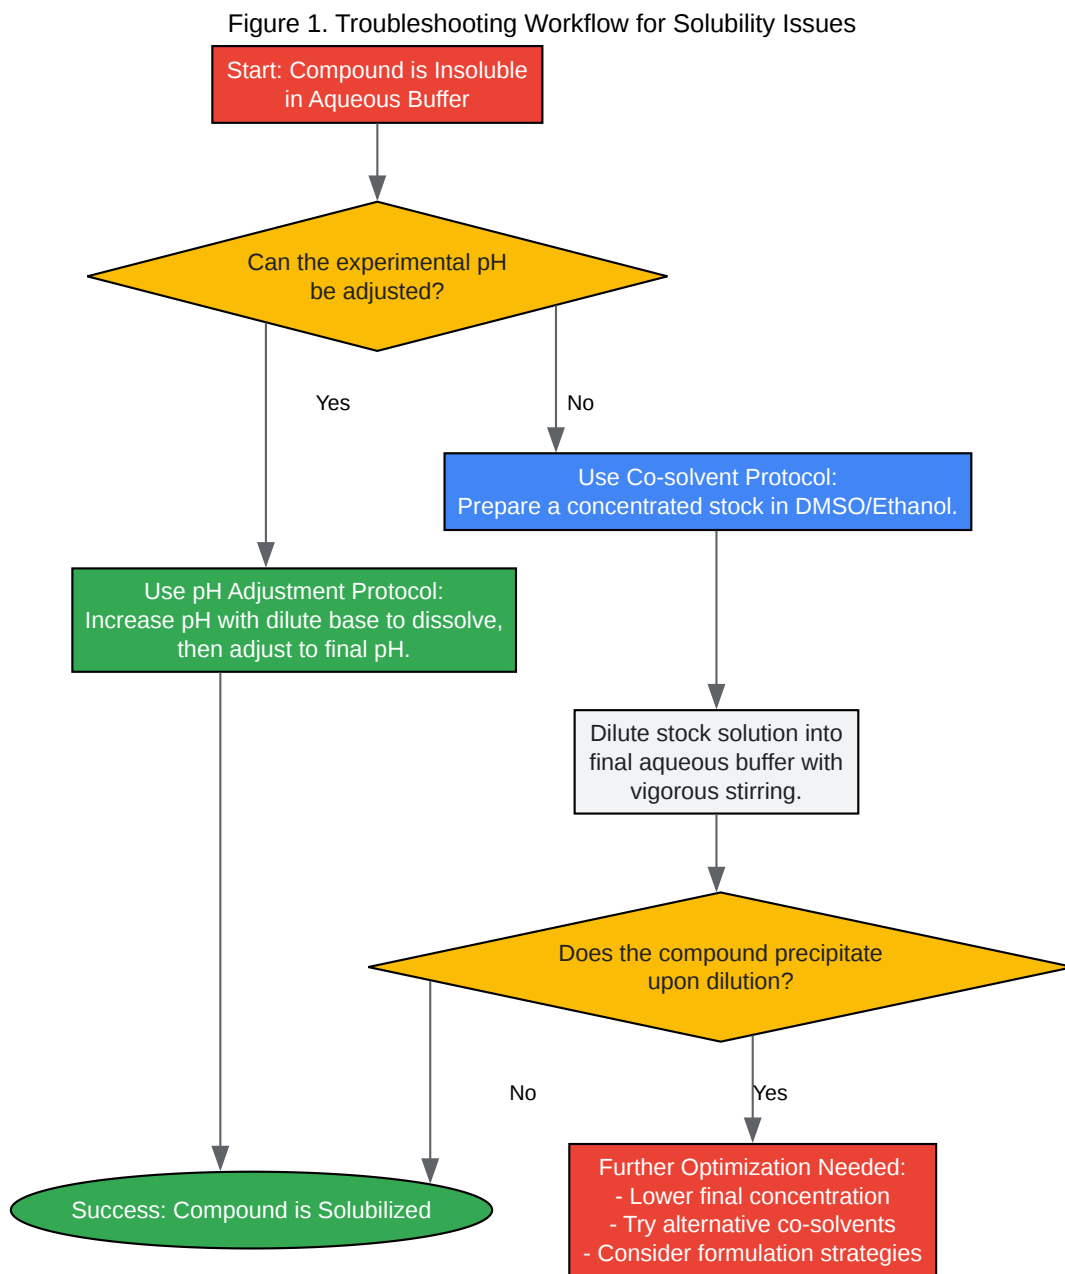 Figure 1. Troubleshooting Workflow for Solubility Issues
Start: Compound is Insoluble
in Aqueous Buffer
Can the experimental pH
be adjusted?
Yes
No
Use Co-solvent Protocol:
Prepare a concentrated stock in DMSO/Ethanol.
Use pH Adjustment Protocol:
Increase pH with dilute base to dissolve,
then adjust to final pH.
Dilute stock solution into
final aqueous buffer with
vigorous stirring.
Does the compound precipitate
upon dilution?
No
Yes
Success: Compound is Solubilized
Further Optimization Needed:
- Lower final concentration
- Try alternative co-solvents
- Consider formulation strategies